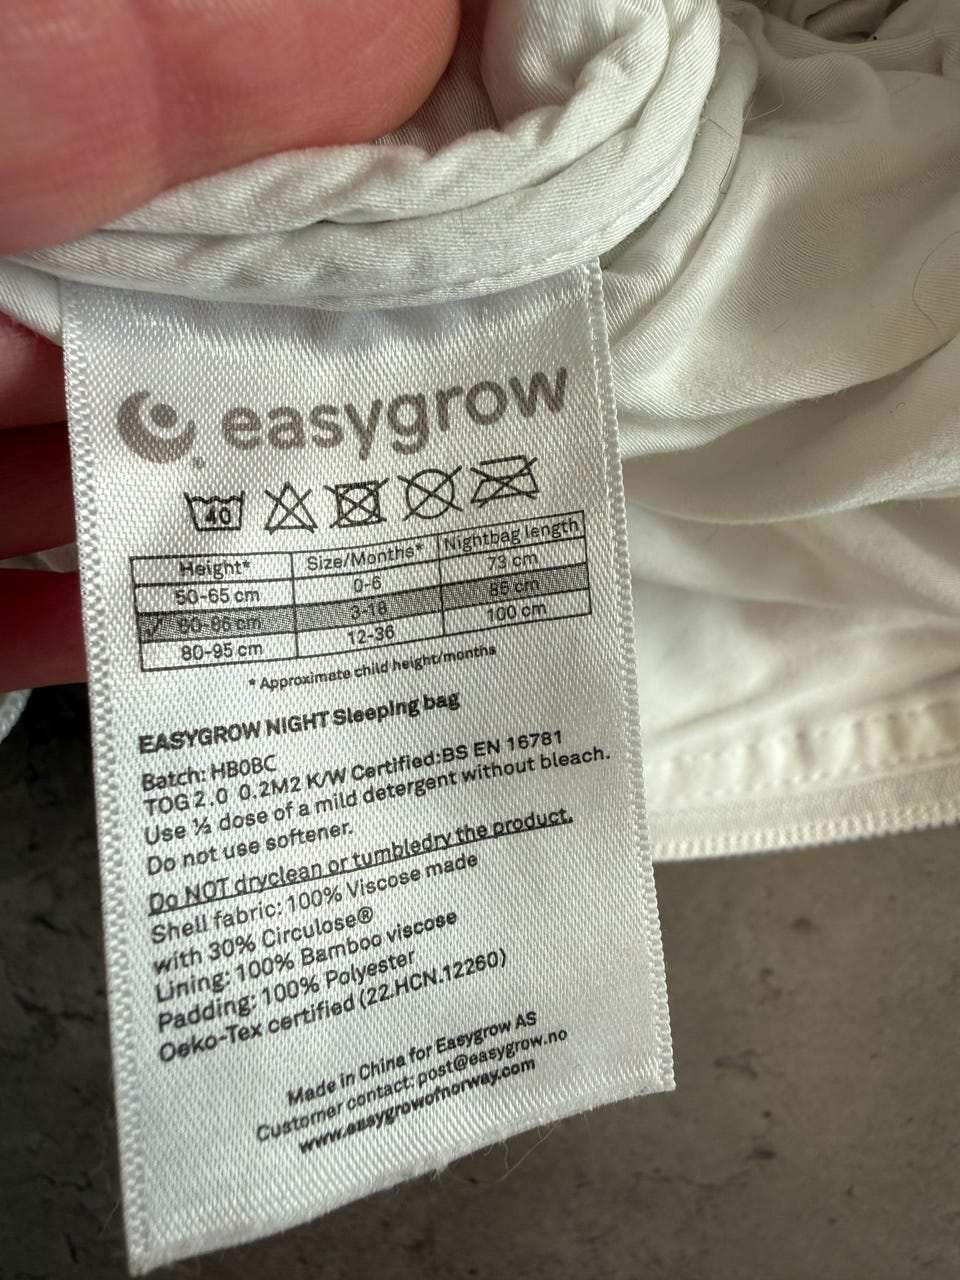 easygrow
40
Height* Size/Months* Nightbag length
50-65 cm 0-6 73 cm
60-86 cm 3-18 85 cm
80-95 cm 12-36 100 cm
* Approximate child height/months
EASYGROW NIGHT Sleeping bag
Batch: HB0BC
TOG 2.0 0.2M2 K/W Certified:BS EN 16781
Use ½ dose of a mild detergent without bleach.
Do not use softener.
Do NOT dryclean or tumbledry the product.
Shell fabric: 100% Viscose made
with 30% Circulose®
Lining: 100% Bamboo viscose
Padding: 100% Polyester
Oeko-Tex certified (22.HCN.12260)
Made in China for Easygrow AS
Customer contact: post@easygrow.no
www.easygrowofnorway.com